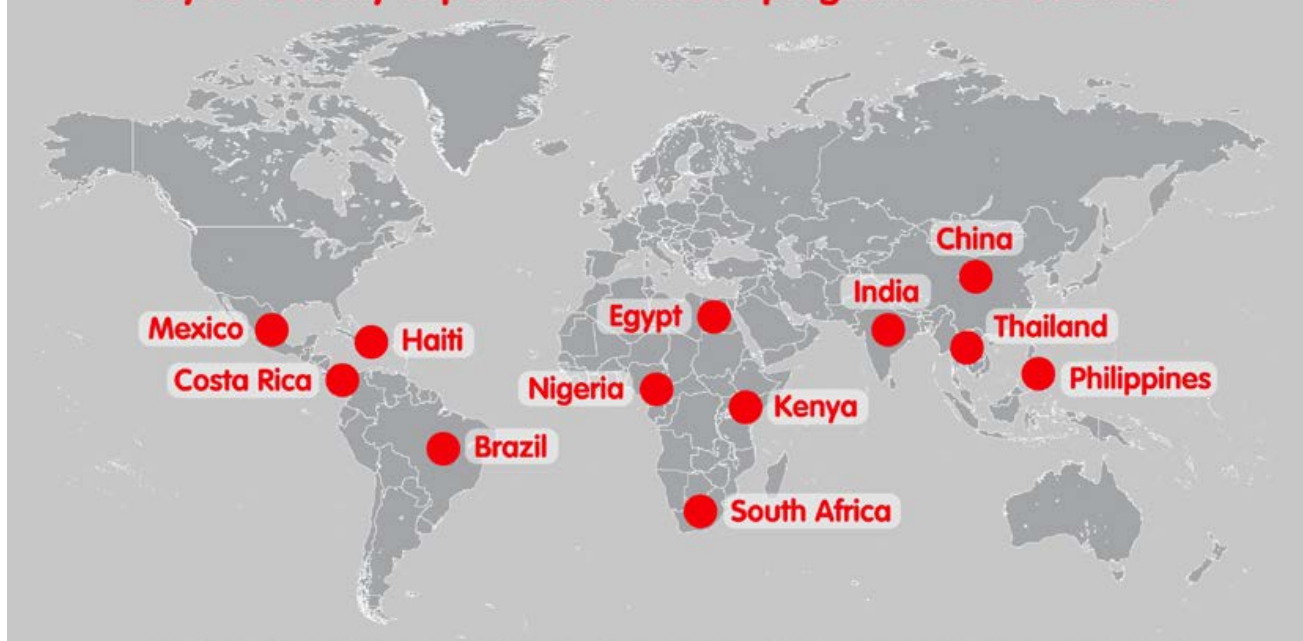 China
India
Egypt
Thailand
Mexico
Haiti
Costa Rica
Nigeria
Philippines
Kenya
Brazil
South Africa